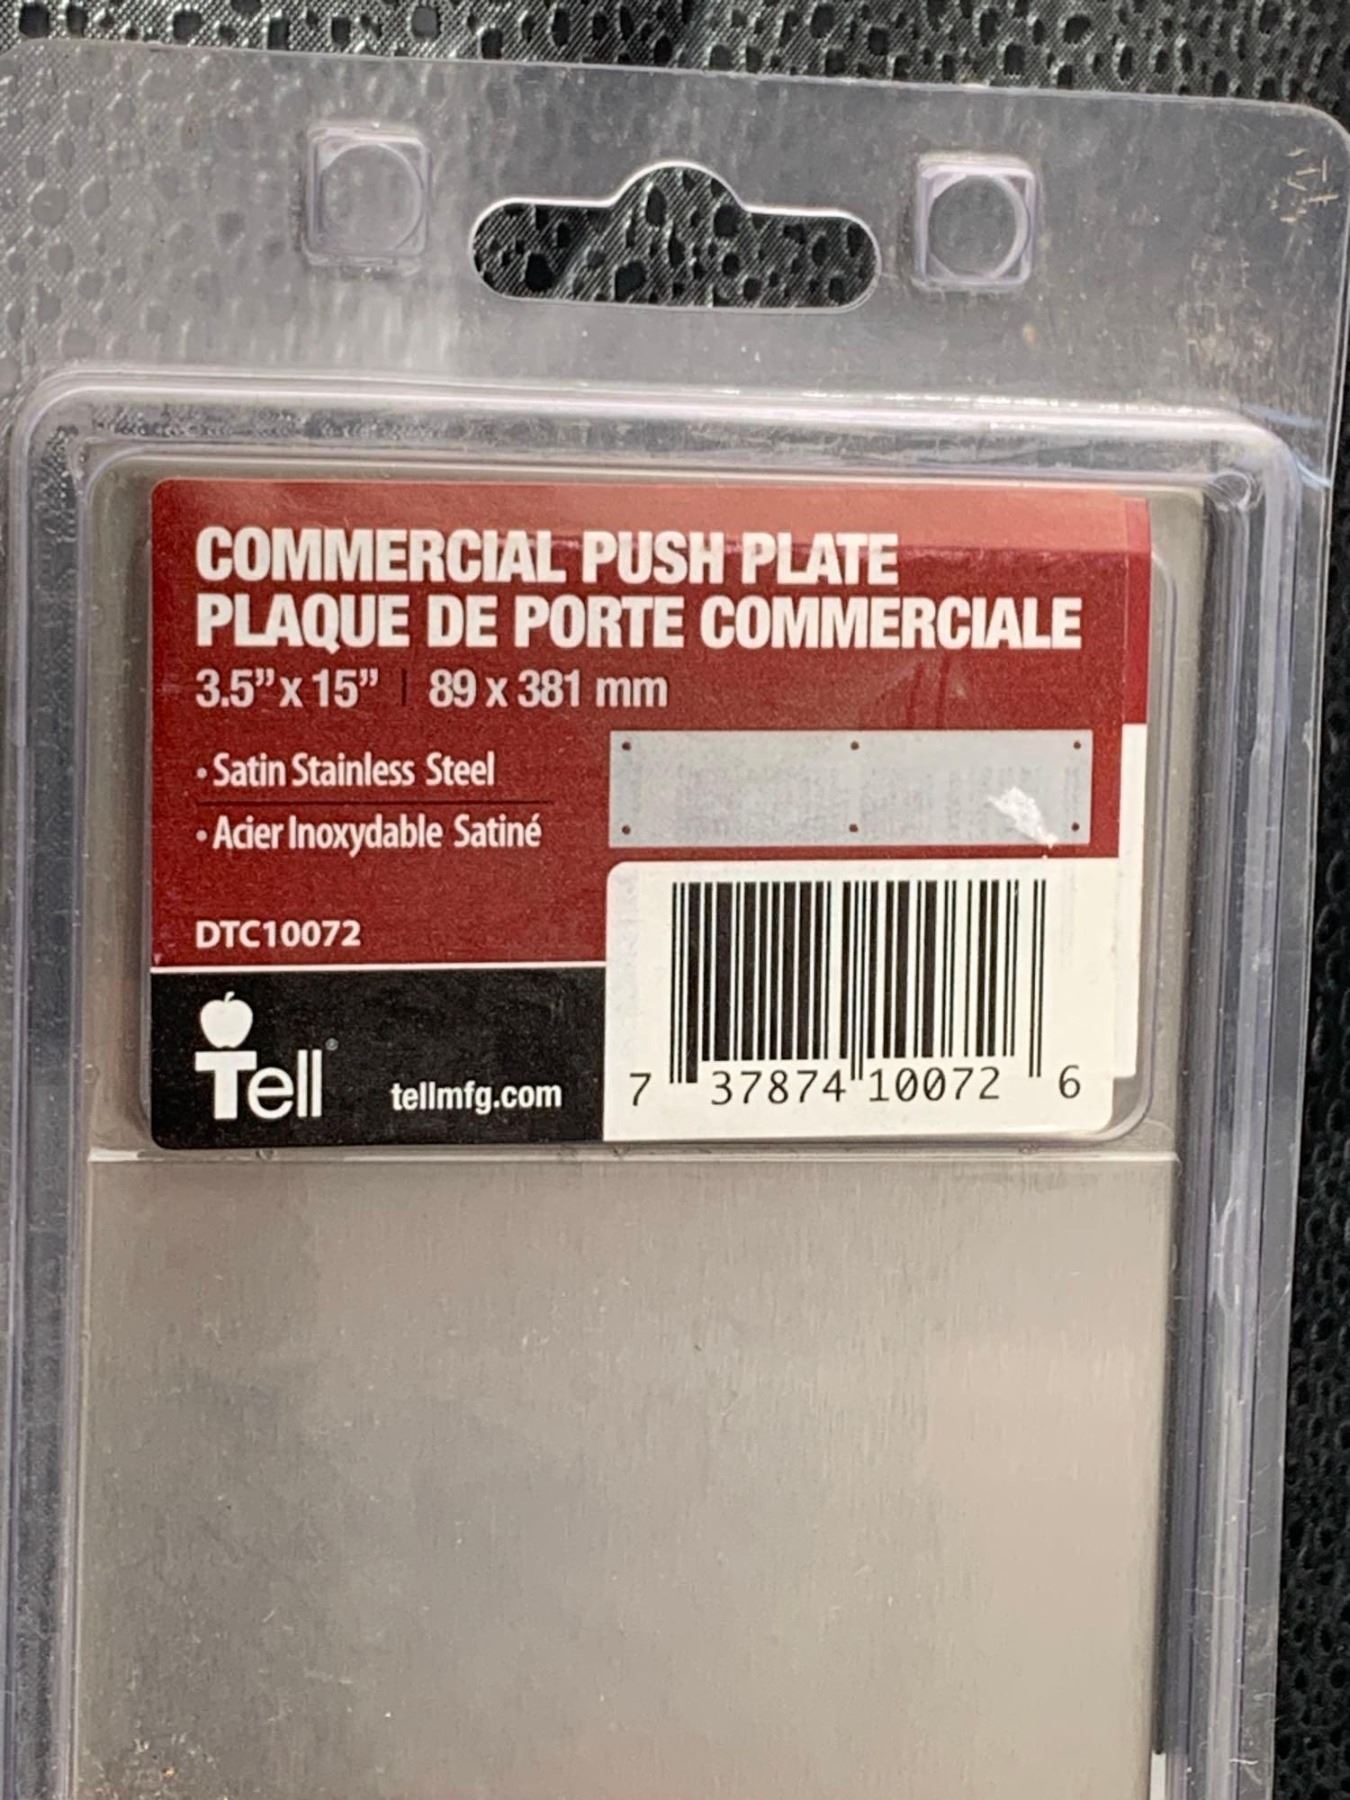 COMMERCIAL PUSH PLATE
PLAQUE DE PORTE COMMERCIALE
3.5” x 15” | 89 x 381 mm
• Satin Stainless Steel
• Acier Inoxydable Satiné
DTC10072
Tell®
tellmfg.com
7 37874 10072 6